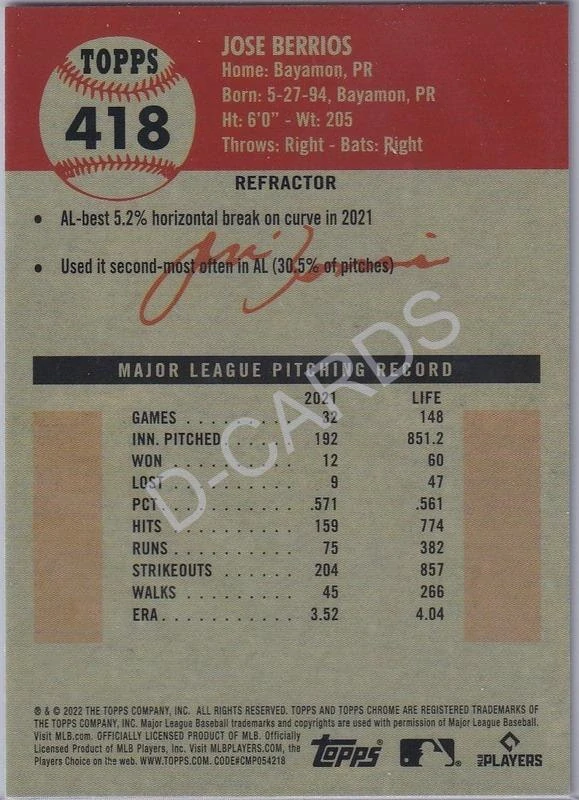 TOPPS
418
JOSE BERRIOS
Home: Bayamon, PR
Born: 5-27-94, Bayamon, PR
Ht: 6'0" - Wt: 205
Throws: Right - Bats: Right
REFRACTOR
• AL-best 5.2% horizontal break on curve in 2021
• Used it second-most often in AL (30.5% of pitches)
D-CARDS
MAJOR LEAGUE PITCHING RECORD
2021 LIFE
GAMES . . . . . . . . . 32 148
INN. PITCHED. . . . . . . 192 851.2
WON . . . . . . . . . . 12 60
LOST . . . . . . . . . . 9 47
PCT. . . . . . . . . . . .571 .561
HITS . . . . . . . . . . 159 774
RUNS . . . . . . . . . . 75 382
STRIKEOUTS . . . . . . 204 857
WALKS . . . . . . . . . 45 266
ERA. . . . . . . . . . . 3.52 4.04
® & © 2022 THE TOPPS COMPANY, INC. ALL RIGHTS RESERVED. TOPPS AND TOPPS CHROME ARE REGISTERED TRADEMARKS OF
THE TOPPS COMPANY, INC. Major League Baseball trademarks and copyrights are used with permission of Major League Baseball.
Visit MLB.com. OFFICIALLY LICENSED PRODUCT OF MLB. Officially
Licensed Product of MLB Players, Inc. Visit MLBPLAYERS.COM, the
Players Choice on the web. WWW.TOPPS.COM. CODE#CMP054218
Topps
MLB PLAYERS